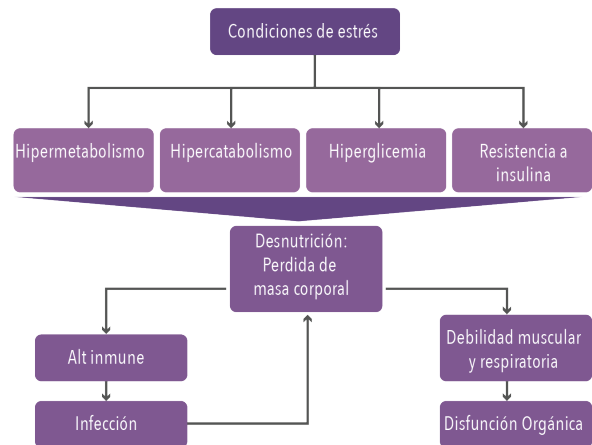 Condiciones de estrés
Hipermetabolismo
Hipercatabolismo
Hiperglicemia
Resistencia a
insulina
Desnutrición:
Perdida de
masa corporal
Alt inmune
Debilidad muscular
y respiratoria
Infección
Disfunción Orgánica